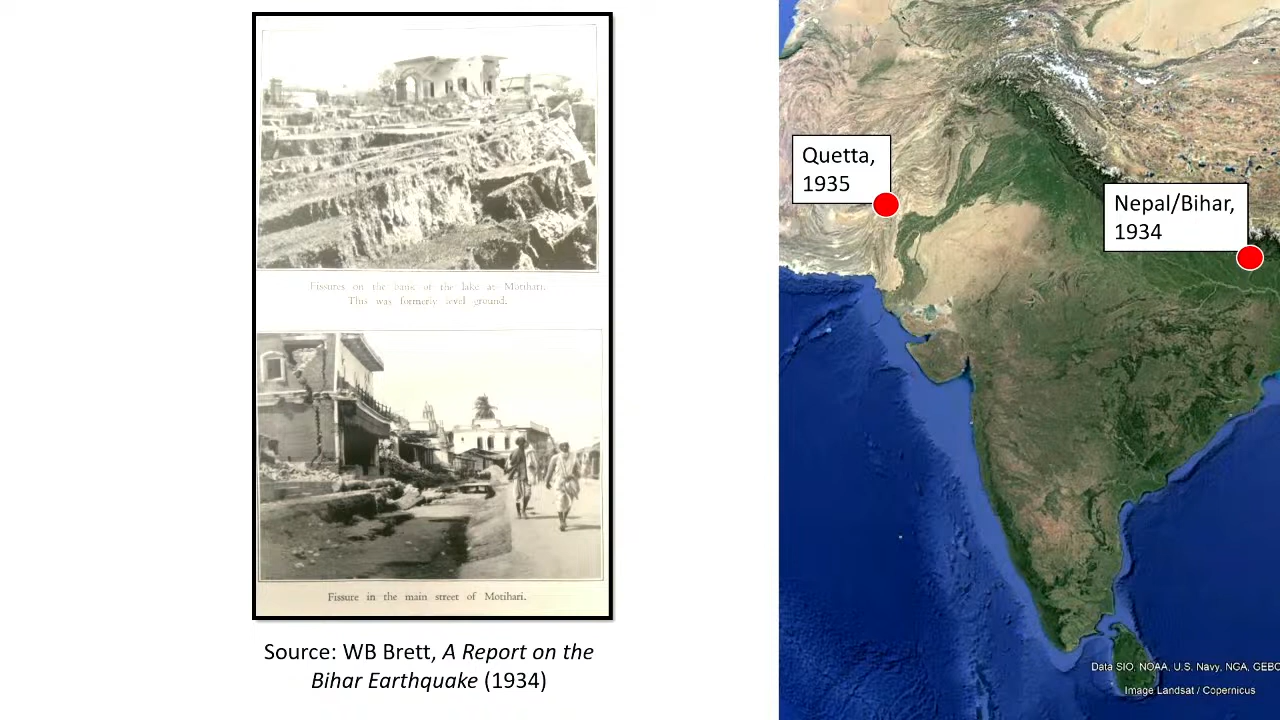 Fissures on the bank of the lake at Motihari.
This was formerly level ground.
Fissure in the main street of Motihari.
Source: WB Brett, A Report on the
Bihar Earthquake (1934)
Quetta,
1935
Nepal/Bihar,
1934
Data SIO, NOAA, U.S. Navy, NGA, GEBC
Image Landsat / Copernicus